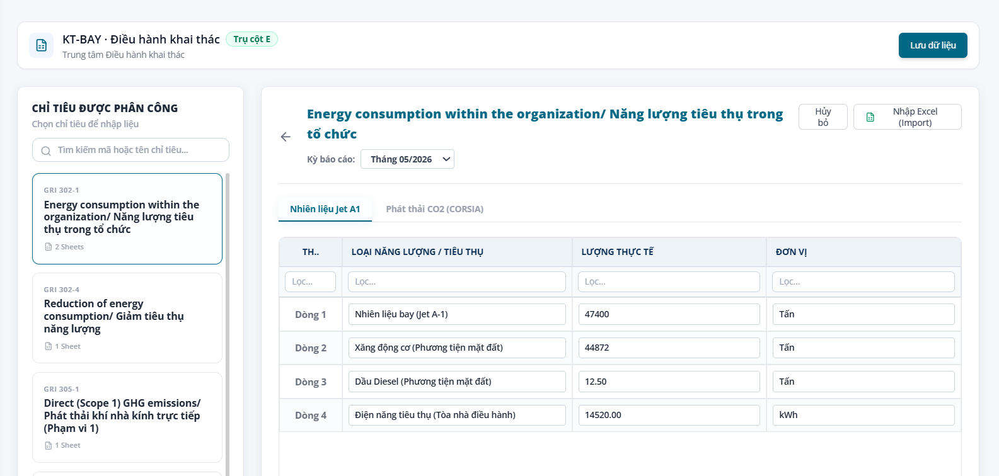 KT-BAY · Điều hành khai thác
Trụ cột E
Trung tâm Điều hành khai thác
Lưu dữ liệu
CHỈ TIÊU ĐƯỢC PHÂN CÔNG
Chọn chỉ tiêu để nhập liệu
Tìm kiếm mã hoặc tên chỉ tiêu...
GRI 302-1
Energy consumption within the
organization/ Năng lượng tiêu
thụ trong tổ chức
2 Sheets
GRI 302-4
Reduction of energy
consumption/ Giảm tiêu thụ
năng lượng
1 Sheet
GRI 305-1
Direct (Scope 1) GHG emissions/
Phát thải khí nhà kính trực tiếp
(Phạm vi 1)
1 Sheet
Energy consumption within the organization/ Năng lượng tiêu thụ trong
tổ chức
Hủy
bỏ
Nhập Excel
(Import)
Kỳ báo cáo: Tháng 05/2026
Nhiên liệu Jet A1 Phát thải CO2 (CORSIA)
TH.. LOẠI NĂNG LƯỢNG / TIÊU THỤ LƯỢNG THỰC TẾ ĐƠN VỊ
Lọc... Lọc... Lọc... Lọc...
Dòng 1 Nhiên liệu bay (Jet A-1) 47400 Tấn
Dòng 2 Xăng động cơ (Phương tiện mặt đất) 44872 Tấn
Dòng 3 Dầu Diesel (Phương tiện mặt đất) 12.50 Tấn
Dòng 4 Điện năng tiêu thụ (Tòa nhà điều hành) 14520.00 kWh